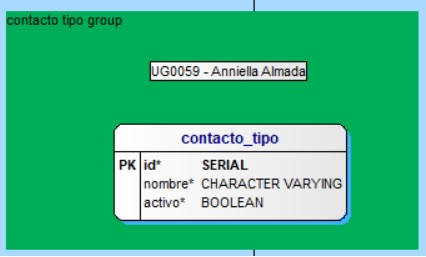 contacto tipo group
UG0059 - Anniella Almada
contacto_tipo
PK id* SERIAL
nombre* CHARACTER VARYING
activo* BOOLEAN